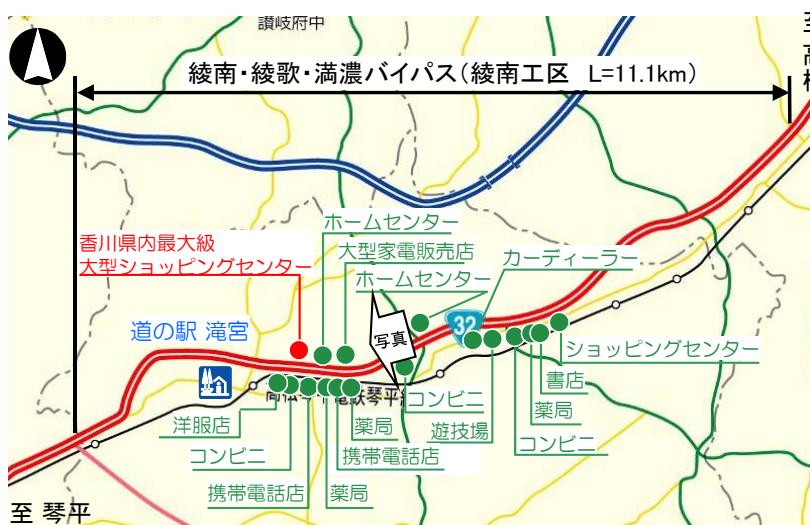 讃岐府中
至
高
綾南・綾歌・満濃バイパス(綾南工区 L=11.1km)
香川県内最大級
大型ショッピングセンター
ホームセンター
大型家電販売店
ホームセンター
カーディーラー
32
写真
道の駅 滝宮
ショッピングセンター
書店
薬局
コンビニ
遊技場
コンビニ
洋服店
コンビニ
携帯電話店
薬局
携帯電話店
薬局
至 琴平